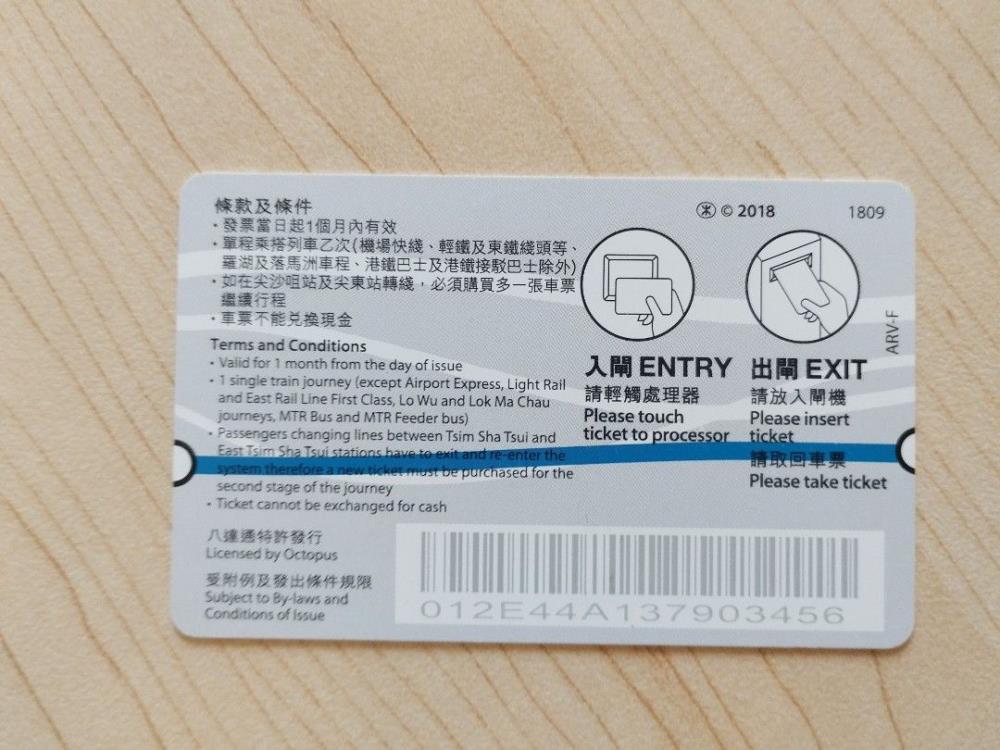 條款及條件
・發票當日起1個月內有效
・單程乘搭列車乙次(機場快綫、輕鐵及東鐵綫頭等、
羅湖及落馬洲車程、港鐵巴士及港鐵接駁巴士除外)
・如在尖沙咀站及尖東站轉綫，必須購買多一張車票
繼續行程
・車票不能兌換現金
Terms and Conditions
・Valid for 1 month from the day of issue
・1 single train journey (except Airport Express, Light Rail
and East Rail Line First Class, Lo Wu and Lok Ma Chau
journeys, MTR Bus and MTR Feeder bus)
・Passengers changing lines between Tsim Sha Tsui and
East Tsim Sha Tsui stations have to exit and re-enter the
system therefore a new ticket must be purchased for the
second stage of the journey
・Ticket cannot be exchanged for cash
八達通特許發行
Licensed by Octopus
受附例及發出條件規限
Subject to By-laws and
Conditions of Issue
© 2018
1809
ARV-F
入閘 ENTRY
請輕觸處理器
Please touch
ticket to processor
出閘 EXIT
請放入閘機
Please insert
ticket
請取回車票
Please take ticket
012E44A137903456